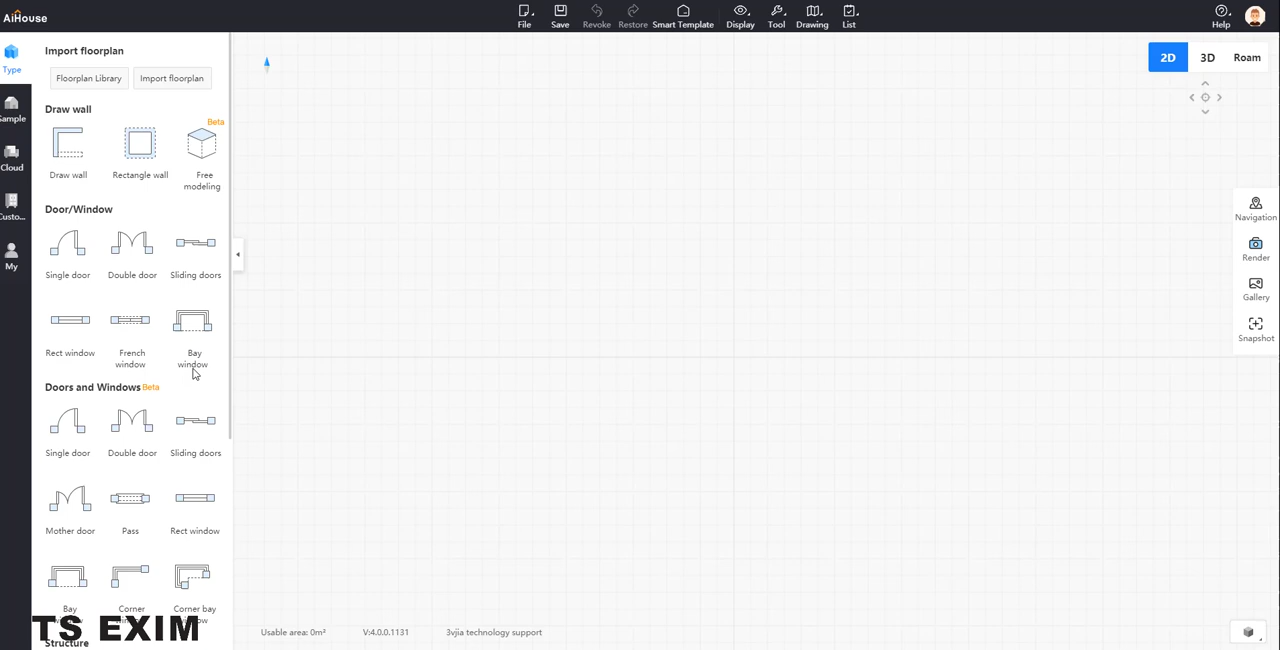 AiHouse
File
Save
Revoke
Restore
Smart Template
Display
Tool
Drawing
List
Help
Type
Sample
Cloud
Custo...
My
Import floorplan
Floorplan Library
Import floorplan
Draw wall
Beta
Draw wall
Rectangle wall
Free
modeling
Door/Window
Single door
Double door
Sliding doors
Rect window
French
window
Bay
window
Doors and Windows Beta
Single door
Double door
Sliding doors
Mother door
Pass
Rect window
Bay
Corner
Corner bay
TS EXIM
Structure
2D
3D
Roam
Navigation
Render
Gallery
Snapshot
Usable area: 0m²
V:4.0.0.1131
3vjia technology support